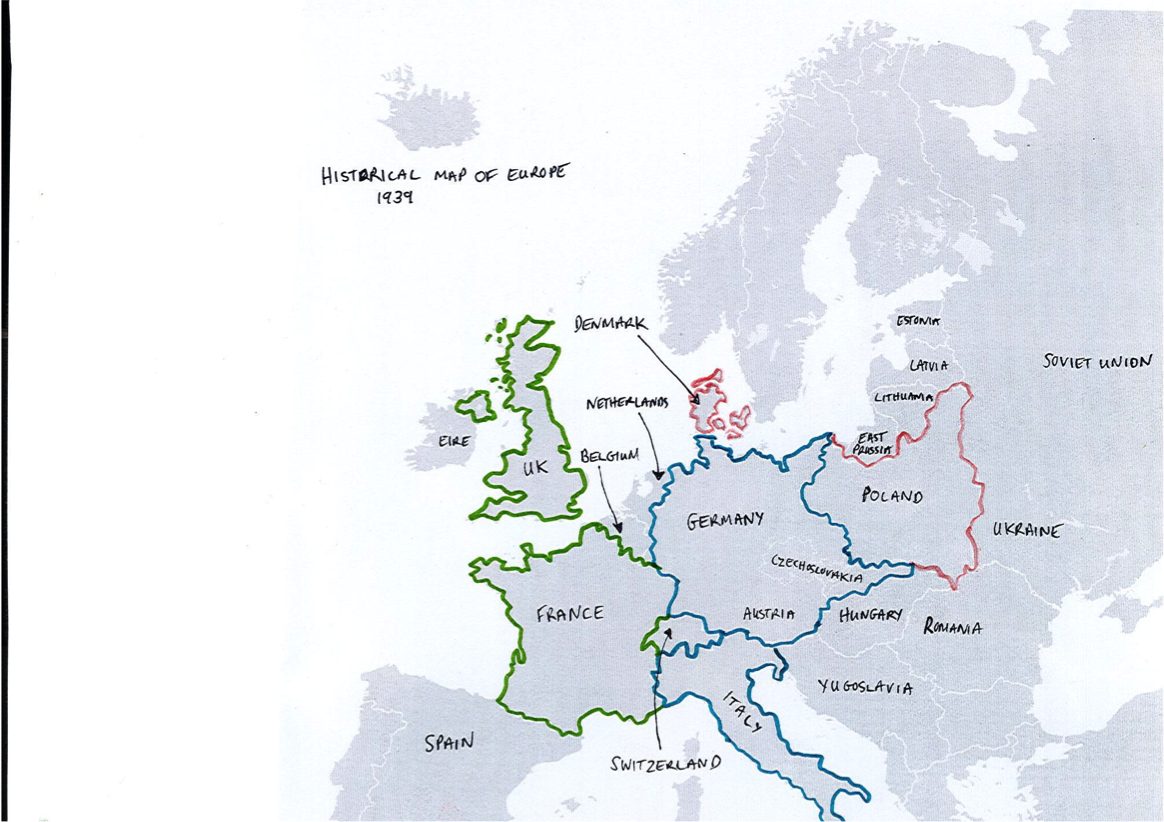 HISTORICAL MAP OF EUROPE
1939
DENMARK
ESTONIA
LATVIA
SOVIET UNION
LITHUANIA
NETHERLANDS
EIRE
EAST
PRUSSIA
BELGIUM
UK
POLAND
GERMANY
UKRAINE
CZECHOSLOVAKIA
FRANCE
AUSTRIA
HUNGARY
ROMANIA
YUGOSLAVIA
ITALY
SPAIN
SWITZERLAND